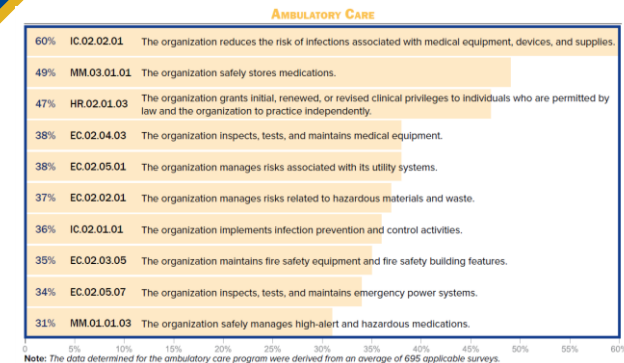 AMBULATORY CARE
60% IC.02.02.01 The organization reduces the risk of infections associated with medical equipment, devices, and supplies.
49% MM.03.01.01 The organization safely stores medications.
47% HR.02.01.03 The organization grants initial, renewed, or revised clinical privileges to individuals who are permitted by
law and the organization to practice independently.
38% EC.02.04.03 The organization inspects, tests, and maintains medical equipment.
38% EC.02.05.01 The organization manages risks associated with its utility systems.
37% EC.02.02.01 The organization manages risks related to hazardous materials and waste.
36% IC.02.01.01 The organization implements infection prevention and control activities.
35% EC.02.03.05 The organization maintains fire safety equipment and fire safety building features.
34% EC.02.05.07 The organization inspects, tests, and maintains emergency power systems.
31% MM.01.01.03 The organization safely manages high-alert and hazardous medications.
0 5% 10% 15% 20% 25% 30% 35% 40% 45% 50% 55% 60%
Note: The data determined for the ambulatory care program were derived from an average of 695 applicable surveys.